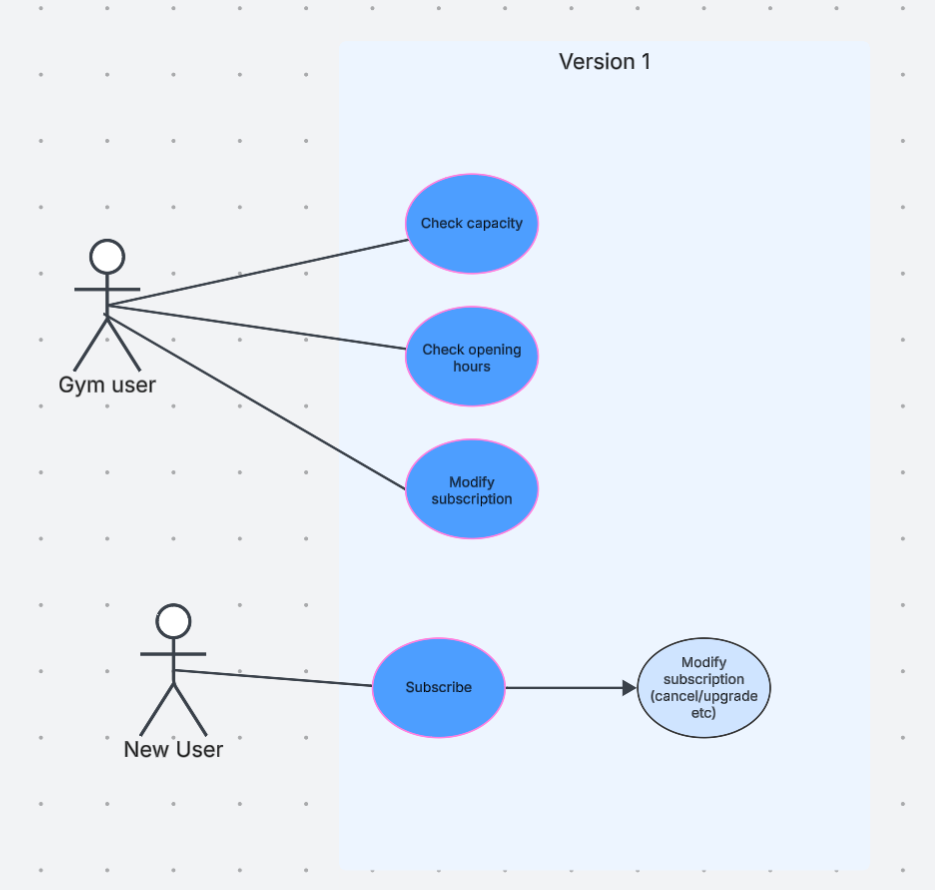 Version 1
Check capacity
Check opening
hours
Gym user
Modify
subscription
Subscribe
Modify
subscription
(cancel/upgrade
etc)
New User